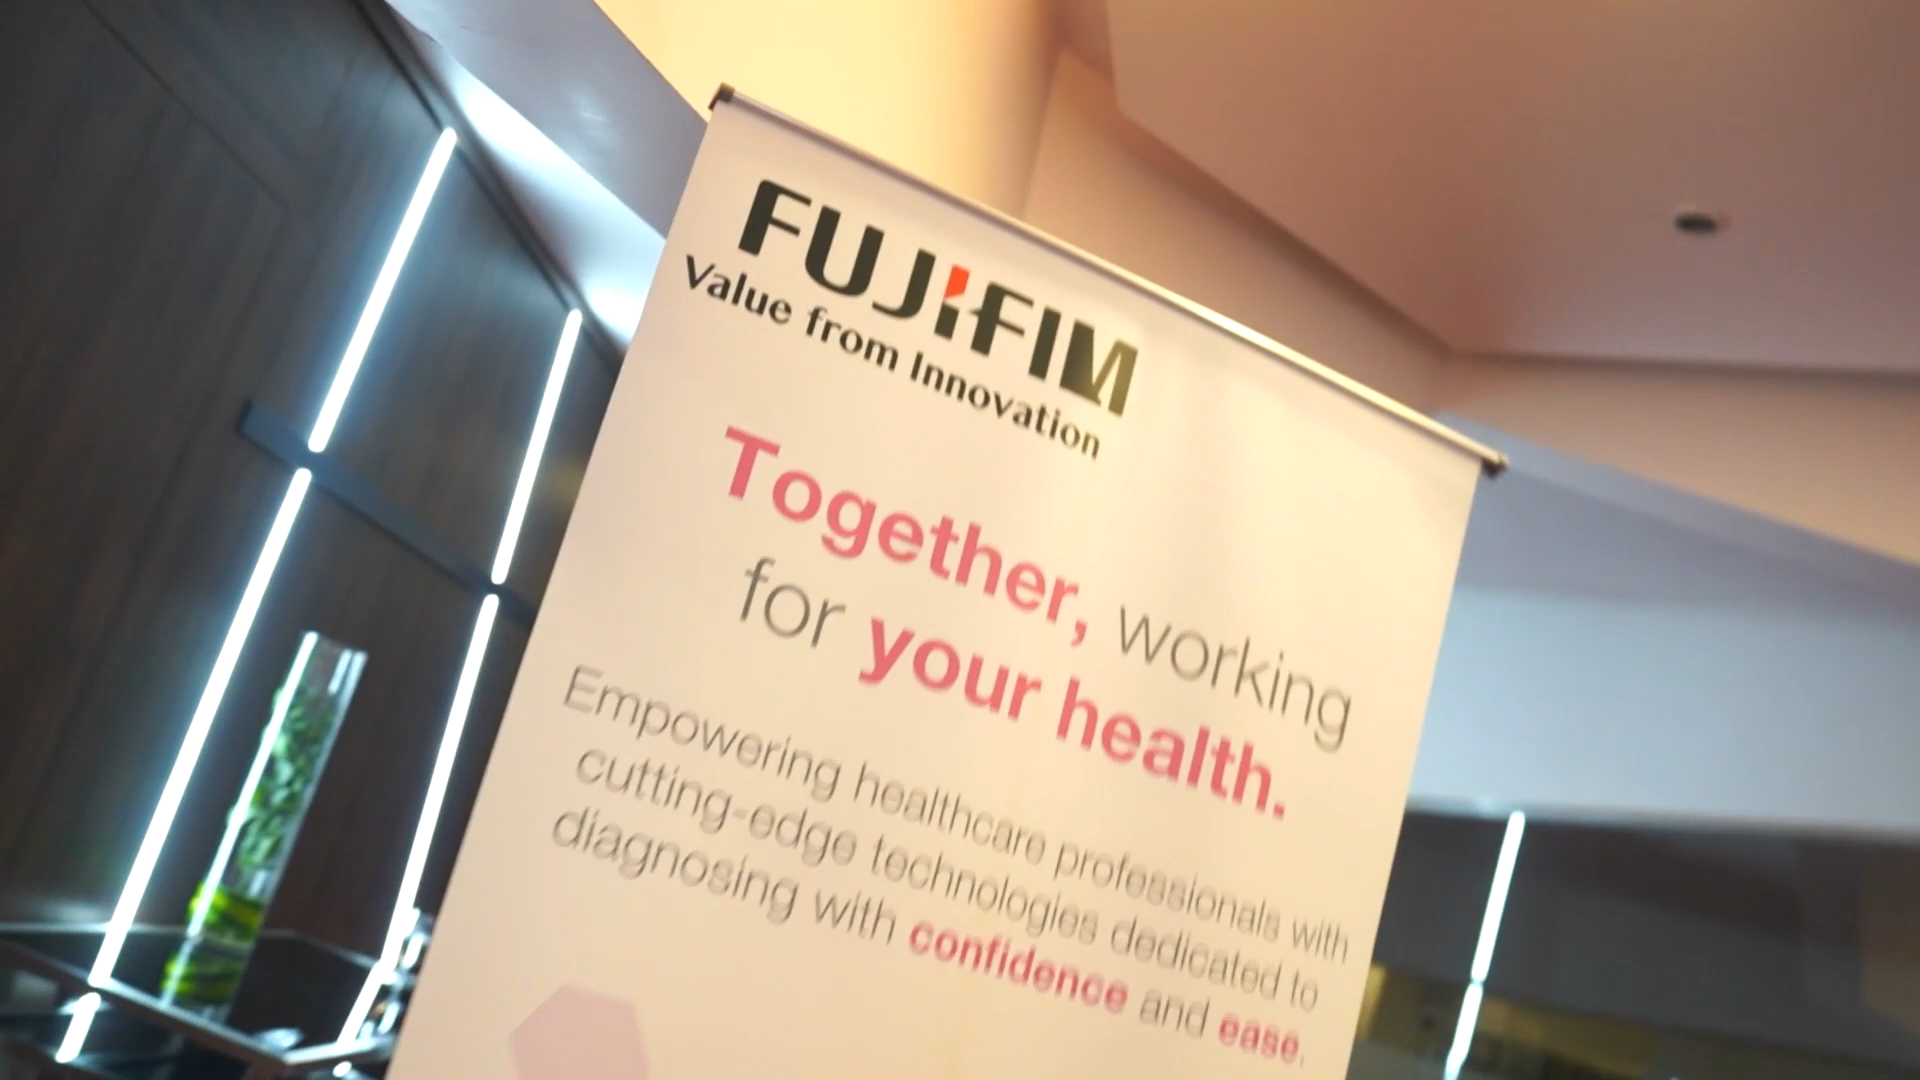 FUJIFILM
Value from Innovation
Together, working
for your health.
Empowering healthcare professionals with
cutting-edge technologies dedicated to
diagnosing with confidence and ease.